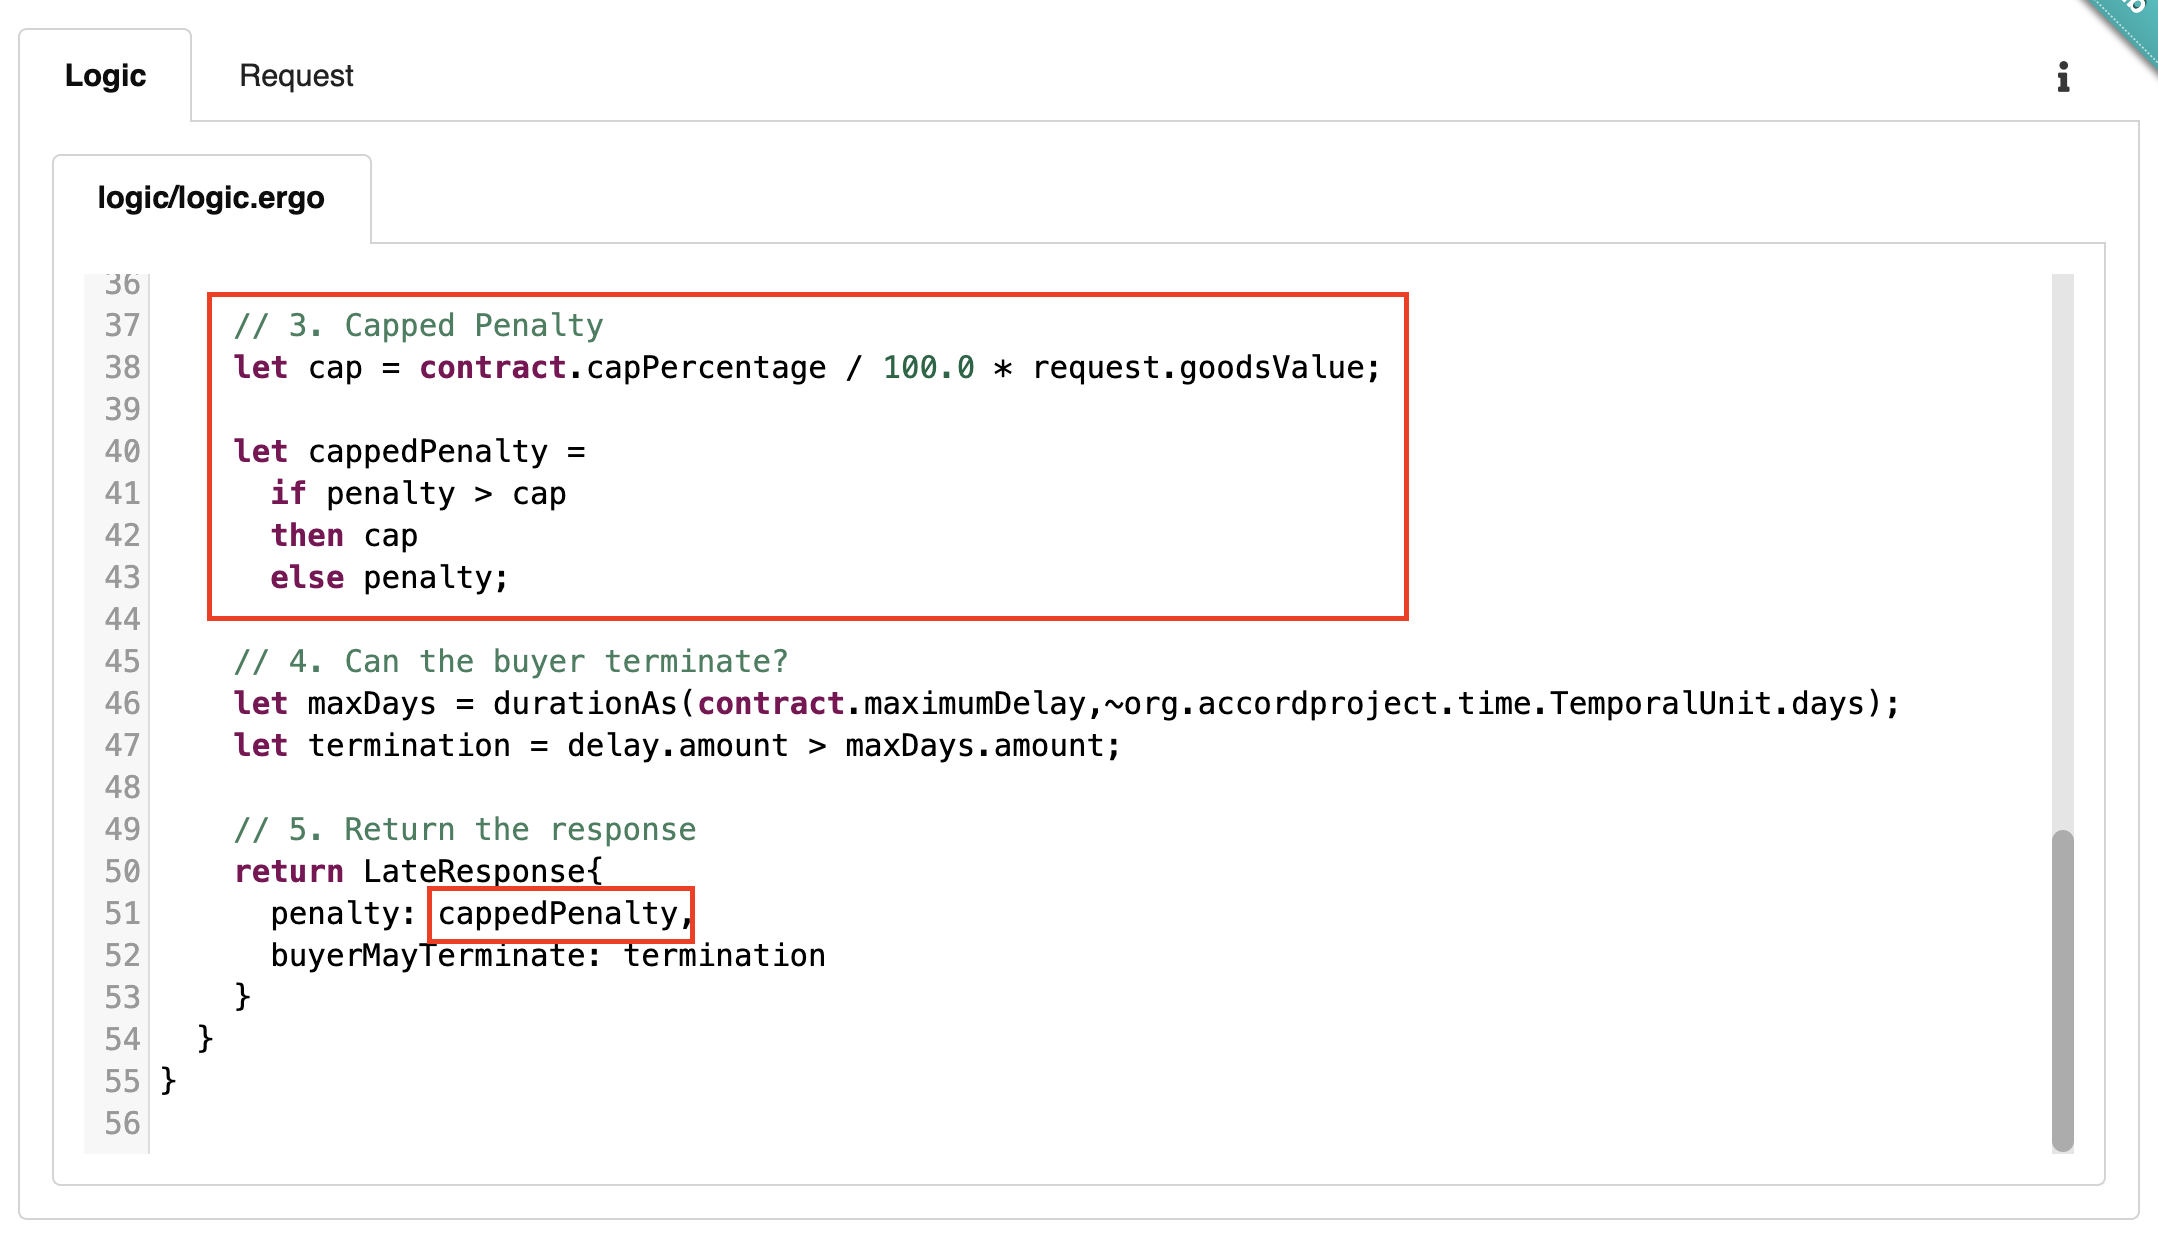 Logic Request
logic/logic.ergo
36
37 // 3. Capped Penalty
38 let cap = contract.capPercentage / 100.0 * request.goodsValue;
39
40 let cappedPenalty =
41 if penalty > cap
42 then cap
43 else penalty;
44
45 // 4. Can the buyer terminate?
46 let maxDays = durationAs(contract.maximumDelay,~org.accordproject.time.TemporalUnit.days);
47 let termination = delay.amount > maxDays.amount;
48
49 // 5. Return the response
50 return LateResponse{
51 penalty: cappedPenalty,
52 buyerMayTerminate: termination
53 }
54 }
55 }
56